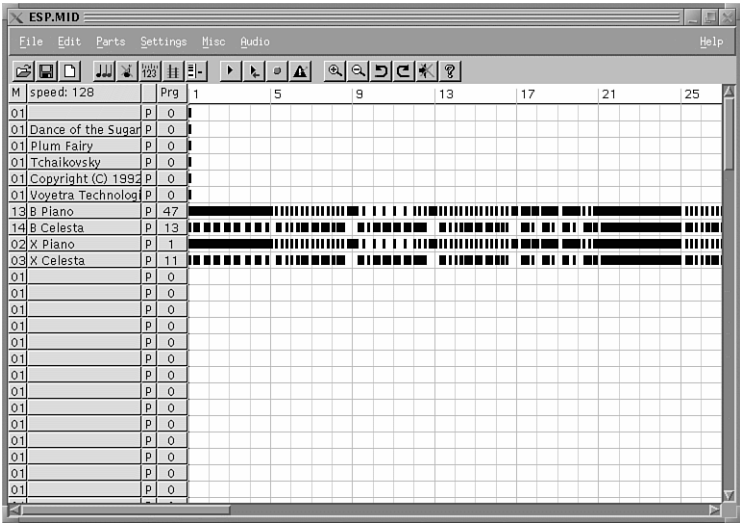 ESP.MID
File Edit Parts Settings Misc Audio Help
123
M speed: 128 Prg 1 5 9 13 17 21 25
01 P 0
01 Dance of the Sugar P 0
01 Plum Fairy P 0
01 Tchaikovsky P 0
01 Copyright (C) 1992 P 0
01 Voyetra Technologi P 0
13 B Piano P 47
14 B Celesta P 13
02 X Piano P 1
03 X Celesta P 11
01 P 0
01 P 0
01 P 0
01 P 0
01 P 0
01 P 0
01 P 0
01 P 0
01 P 0
01 P 0
01 P 0
01 P 0
01 P 0
01 P 0